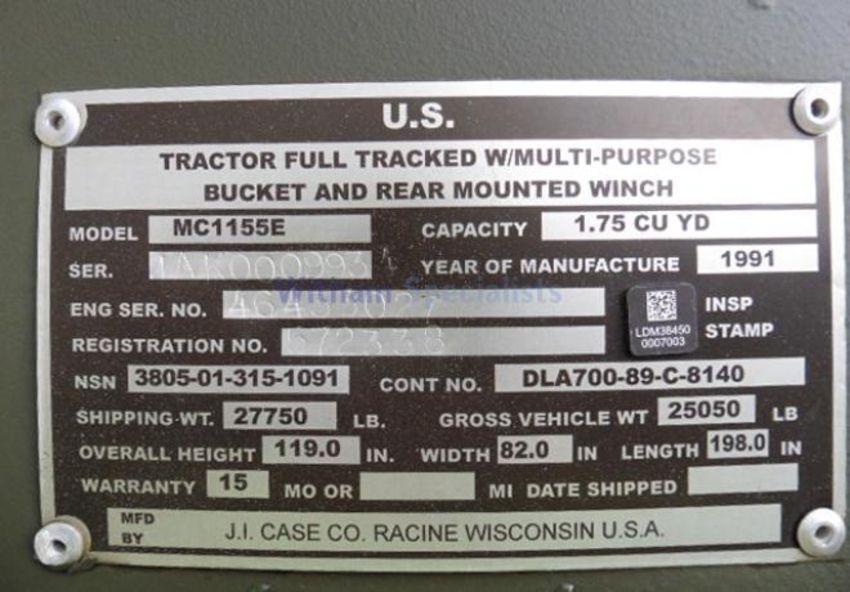 U.S.
TRACTOR FULL TRACKED W/MULTI-PURPOSE
BUCKET AND REAR MOUNTED WINCH
MODEL MC1155E CAPACITY 1.75 CU YD
SER. YEAR OF MANUFACTURE 1991
Witham Specialists
ENG SER. NO. INSP
LDM38450
0007003
STAMP
REGISTRATION NO.
NSN 3805-01-315-1091 CONT NO. DLA700-89-C-8140
SHIPPING WT. 27750 LB. GROSS VEHICLE WT 25050 LB
OVERALL HEIGHT 119.0 IN. WIDTH 82.0 IN LENGTH 198.0 IN
WARRANTY 15 MO OR MI DATE SHIPPED
MFD
BY J.I. CASE CO. RACINE WISCONSIN U.S.A.